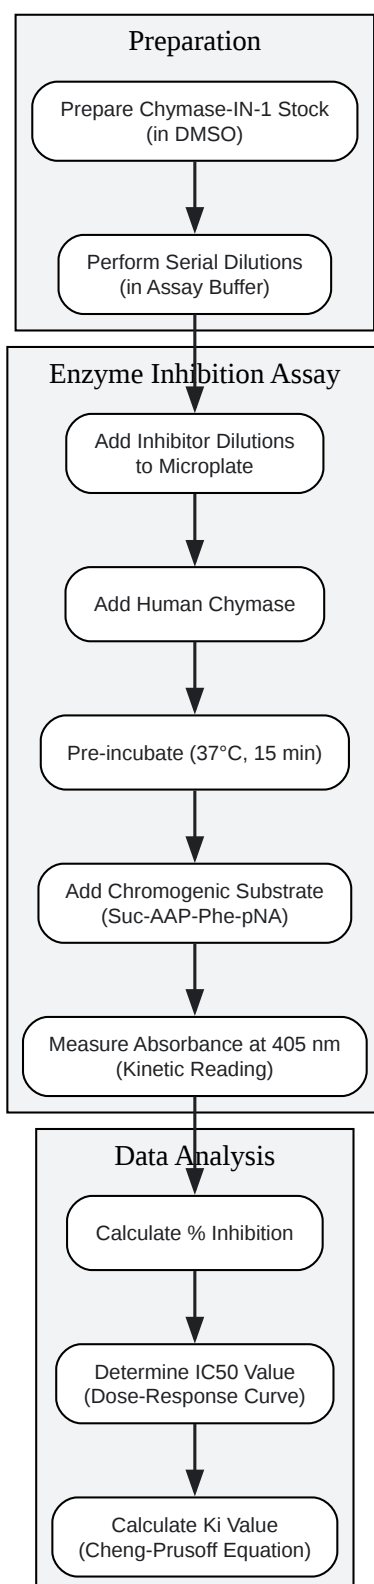 Preparation
Prepare Chymase-IN-1 Stock
(in DMSO)
Perform Serial Dilutions
(in Assay Buffer)
Enzyme Inhibition Assay
Add Inhibitor Dilutions
to Microplate
Add Human Chymase
Pre-incubate (37°C, 15 min)
Add Chromogenic Substrate
(Suc-AAP-Phe-pNA)
Measure Absorbance at 405 nm
(Kinetic Reading)
Data Analysis
Calculate % Inhibition
Determine IC50 Value
(Dose-Response Curve)
Calculate Ki Value
(Cheng-Prusoff Equation)